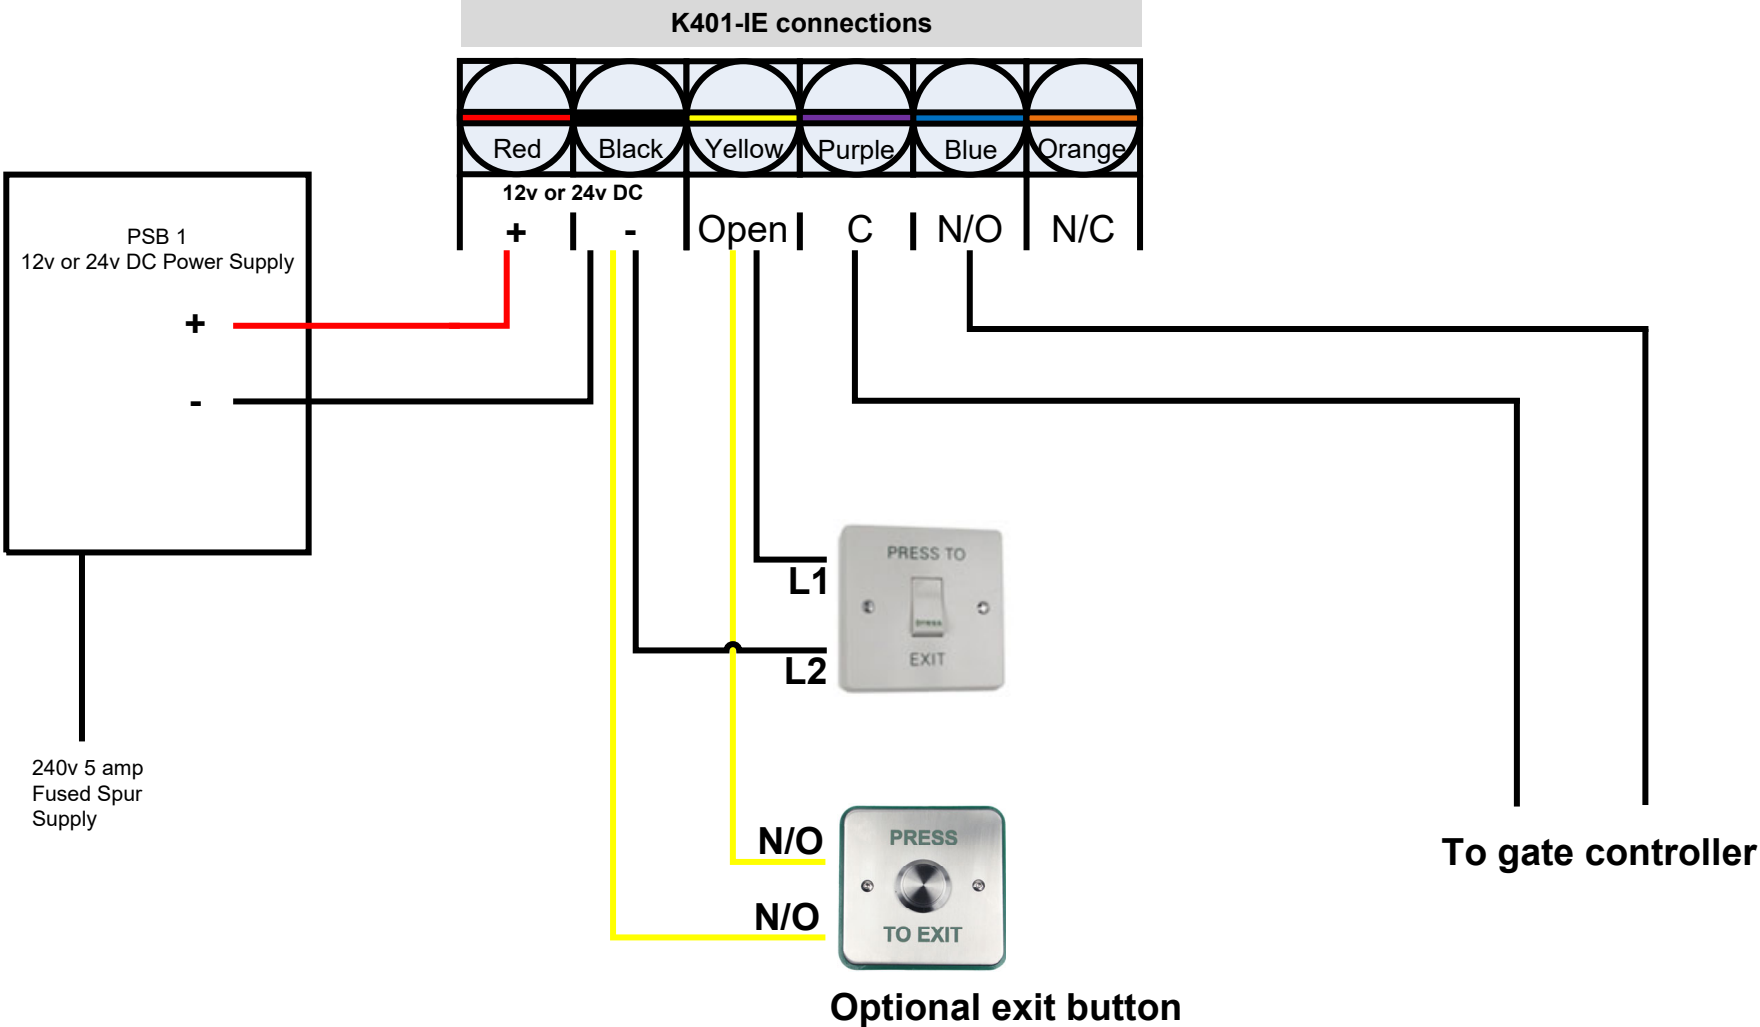 K401-IE connections
Red Black Yellow Purple Blue Orange
12v or 24v DC
+ - Open C N/O N/C
PSB 1
12v or 24v DC Power Supply
+
-
240v 5 amp
Fused Spur
Supply
L1
L2
PRESS TO
press
EXIT
N/O
N/O
PRESS
TO EXIT
To gate controller
Optional exit button